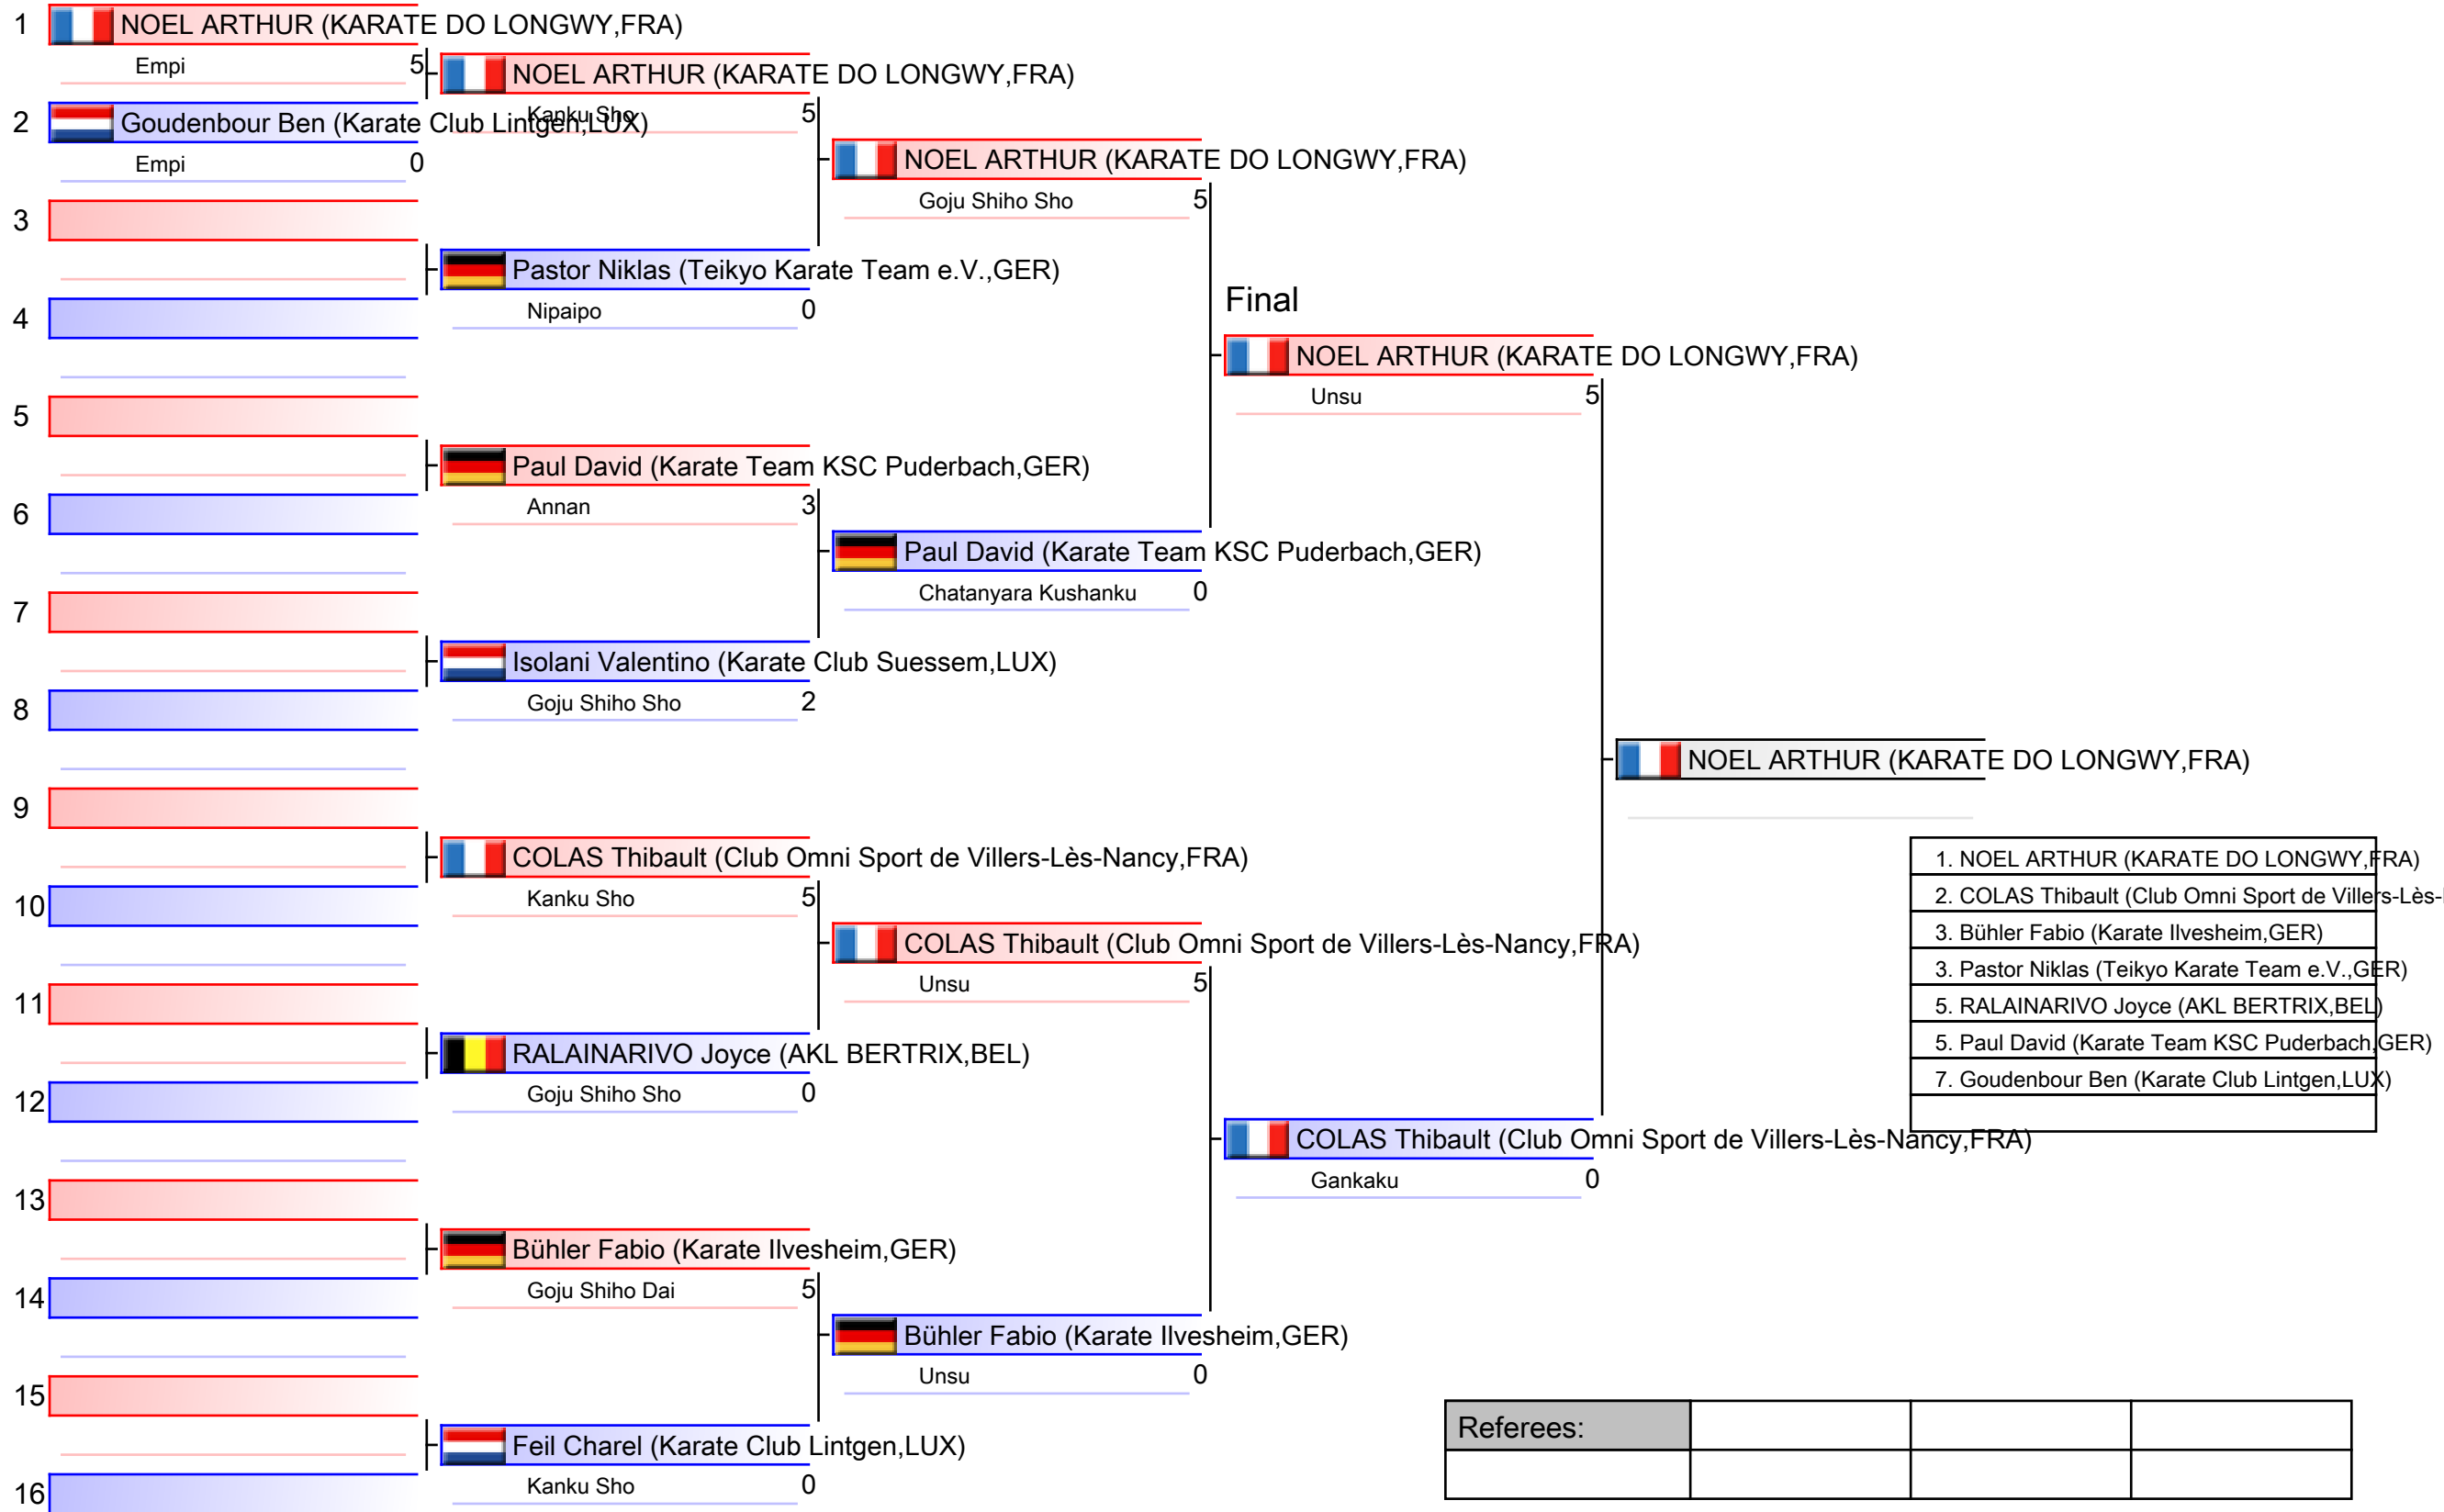 1 NOEL ARTHUR (KARATE DO LONGWY,FRA)
Empi 5
2 Goudenbour Ben (Karate Club Lintgen,LUX)
Empi 0
3
4
5
6
7
8
9
10
11
12
13
14
15
16
NOEL ARTHUR (KARATE DO LONGWY,FRA)
Kanku Sho 5
Pastor Niklas (Teikyo Karate Team e.V.,GER)
Nipaipo 0
Paul David (Karate Team KSC Puderbach,GER)
Annan 3
Isolani Valentino (Karate Club Suessem,LUX)
Goju Shiho Sho 2
COLAS Thibault (Club Omni Sport de Villers-Lès-Nancy,FRA)
Kanku Sho 5
RALAINARIVO Joyce (AKL BERTRIX,BEL)
Goju Shiho Sho 0
Bühler Fabio (Karate Ilvesheim,GER)
Goju Shiho Dai 5
Feil Charel (Karate Club Lintgen,LUX)
Kanku Sho 0
NOEL ARTHUR (KARATE DO LONGWY,FRA)
Goju Shiho Sho 5
Paul David (Karate Team KSC Puderbach,GER)
Chatanyara Kushanku 0
COLAS Thibault (Club Omni Sport de Villers-Lès-Nancy,FRA)
Unsu 5
Bühler Fabio (Karate Ilvesheim,GER)
Unsu 0
Final
NOEL ARTHUR (KARATE DO LONGWY,FRA)
Unsu 5
COLAS Thibault (Club Omni Sport de Villers-Lès-Nancy,FRA)
Gankaku 0
NOEL ARTHUR (KARATE DO LONGWY,FRA)
1. NOEL ARTHUR (KARATE DO LONGWY,FRA)
2. COLAS Thibault (Club Omni Sport de Villers-Lès-
3. Bühler Fabio (Karate Ilvesheim,GER)
3. Pastor Niklas (Teikyo Karate Team e.V.,GER)
5. RALAINARIVO Joyce (AKL BERTRIX,BEL)
5. Paul David (Karate Team KSC Puderbach,GER)
7. Goudenbour Ben (Karate Club Lintgen,LUX)
Referees: